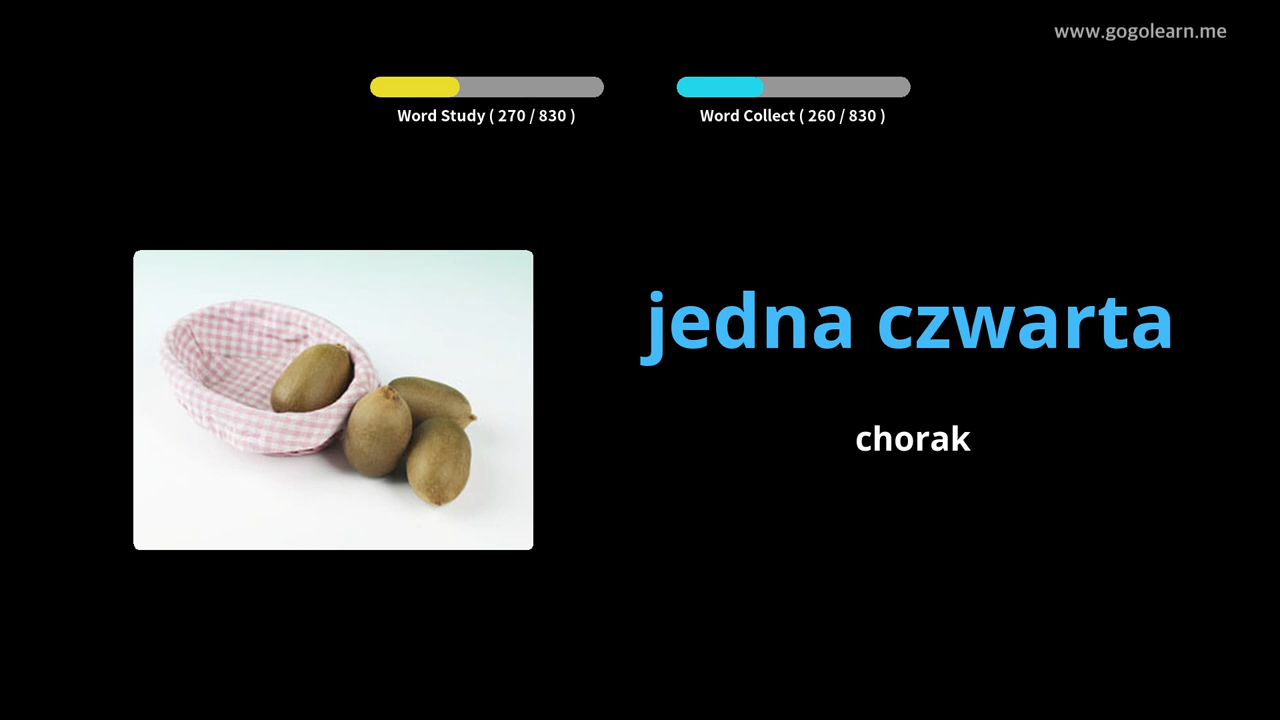 www.gogolearn.me
Word Study ( 270 / 830 )
Word Collect ( 260 / 830 )
jedna czwarta
chorak